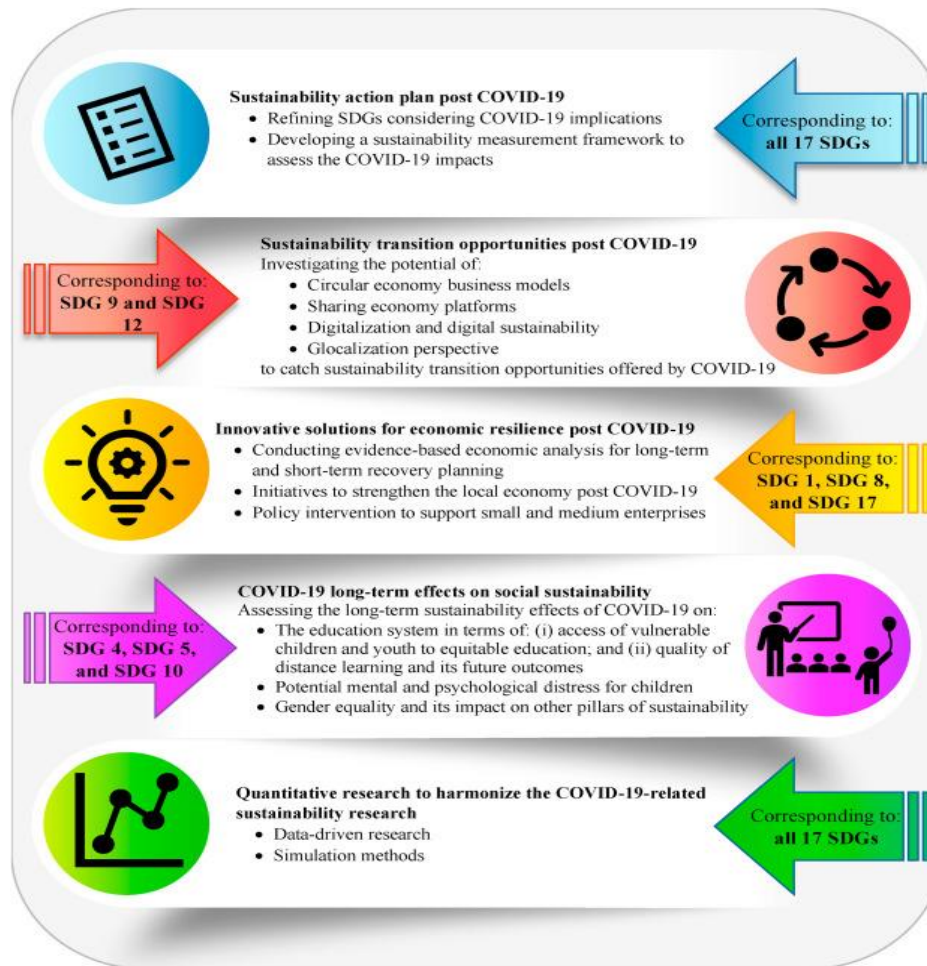 Sustainability action plan post COVID-19
• Refining SDGs considering COVID-19 implications
• Developing a sustainability measurement framework to
assess the COVID-19 impacts
Corresponding to:
all 17 SDGs
Corresponding to:
SDG 9 and SDG
12
Sustainability transition opportunities post COVID-19
Investigating the potential of:
• Circular economy business models
• Sharing economy platforms
• Digitalization and digital sustainability
• Glocalization perspective
to catch sustainability transition opportunities offered by COVID-19
Innovative solutions for economic resilience post COVID-19
• Conducting evidence-based economic analysis for long-term
and short-term recovery planning
• Initiatives to strengthen the local economy post COVID-19
• Policy intervention to support small and medium enterprises
Corresponding to:
SDG 1, SDG 8,
and SDG 17
Corresponding to:
SDG 4, SDG 5,
and SDG 10
COVID-19 long-term effects on social sustainability
Assessing the long-term sustainability effects of COVID-19 on:
• The education system in terms of: (i) access of vulnerable
children and youth to equitable education; and (ii) quality of
distance learning and its future outcomes
• Potential mental and psychological distress for children
• Gender equality and its impact on other pillars of sustainability
Quantitative research to harmonize the COVID-19-related
sustainability research
• Data-driven research
• Simulation methods
Corresponding to:
all 17 SDGs